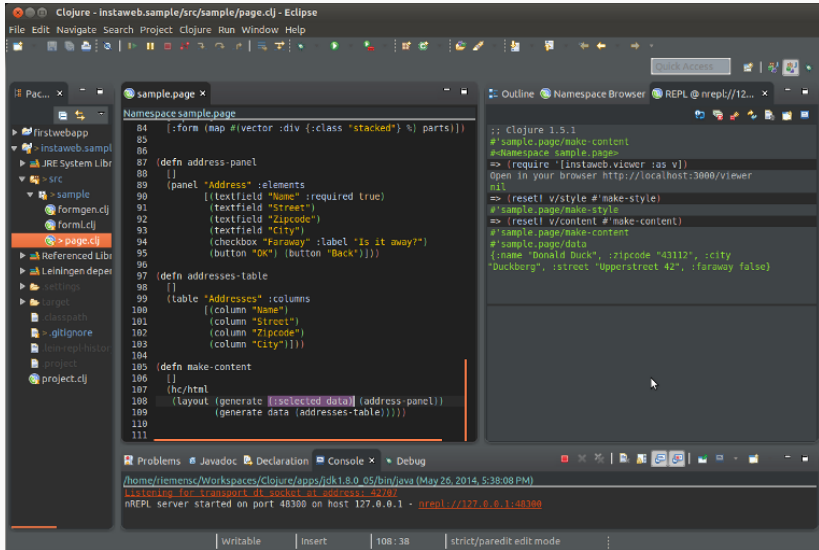 Clojure - instaweb.sample/src/sample/page.clj - Eclipse
File Edit Navigate Search Project Clojure Run Window Help
Quick Access
Pac...
firstwebapp
> instaweb.sampl
JRE System Libr
> src
> sample
formgen.clj
forml.clj
> page.clj
Referenced Libr
Leiningen deper
.settings
target
.classpath
> .gitignore
.lein-repl-histor
.project
project.clj
sample.page
Namespace sample.page
84 [:form (map #(vector :div {:class "stacked"} %) parts)])
85
86
87 (defn address-panel
88 []
89 (panel "Address" :elements
90 [(textfield "Name" :required true)
91 (textfield "Street")
92 (textfield "Zipcode")
93 (textfield "City")
94 (checkbox "Faraway" :label "Is it away?")
95 (button "OK") (button "Back")]))
96
97 (defn addresses-table
98 []
99 (table "Addresses" :columns
100 [(column "Name")
101 (column "Street")
102 (column "Zipcode")
103 (column "City")]))
104
105 (defn make-content
106 []
107 (hc/html
108 (layout (generate (:selected data) (address-panel))
109 (generate data (addresses-table)))))
110
111
Outline
Namespace Browser
REPL @ nrepl://12...
;; Clojure 1.5.1
#'sample.page/make-content
#<Namespace sample.page>
=> (require '[instaweb.viewer :as v])
Open in your browser http://localhost:3000/viewer
nil
=> (reset! v/style #'make-style)
#'sample.page/make-style
=> (reset! v/content #'make-content)
#'sample.page/make-content
#'sample.page/data
{:name "Donald Duck", :zipcode "43112", :city
"Duckberg", :street "Upperstreet 42", :faraway false}
Problems
Javadoc
Declaration
Console
Debug
/home/riemensc/Workspaces/Clojure/apps/jdk1.8.0_05/bin/java (May 26, 2014, 5:38:08 PM)
Listening for transport dt_socket at address: 42707
nREPL server started on port 48300 on host 127.0.0.1 - nrepl://127.0.0.1:48300
Writable
Insert
108 : 38
strict/paredit edit mode